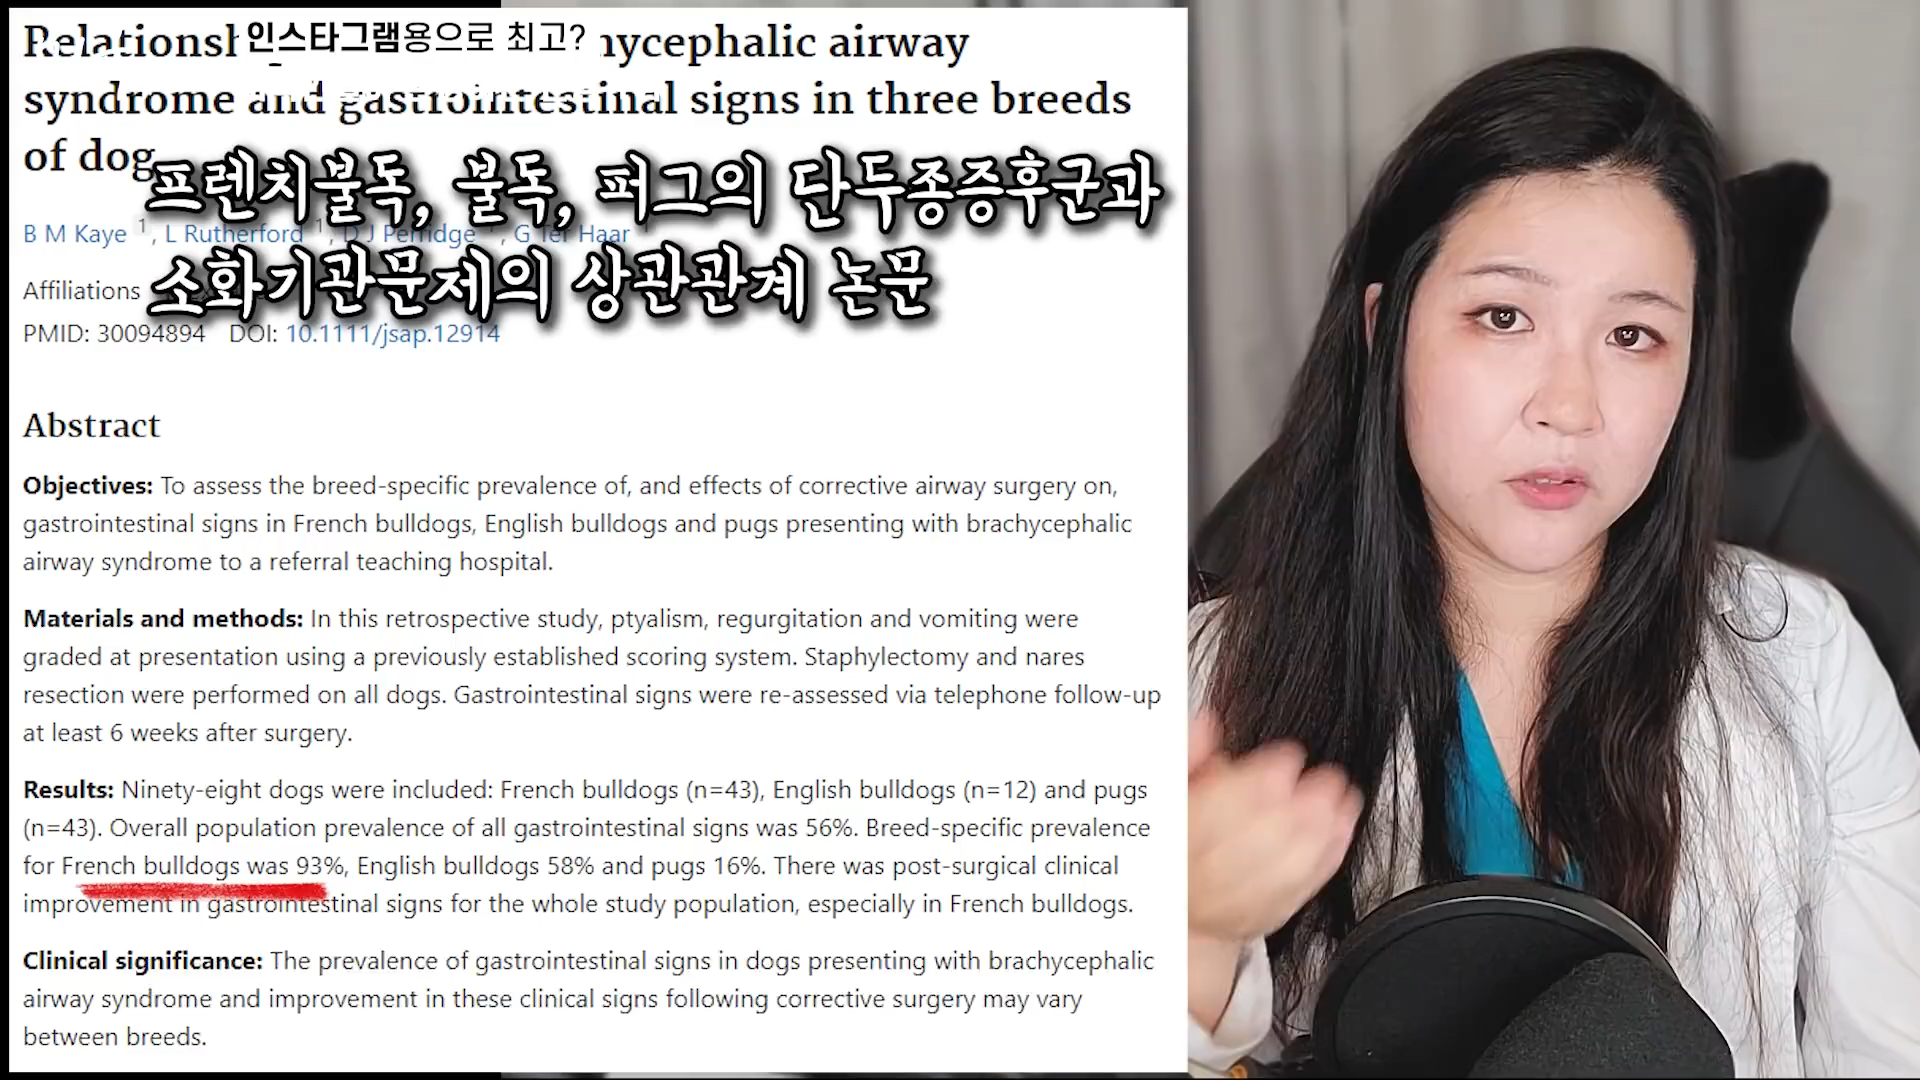 인스타그램용으로 최고?
hycephalic airway
syndrome and gastrointestinal signs in three breeds
of dog
프렌치불독, 불독, 퍼그의 단두종증후군과
B M Kaye 1, L Rutherford 1, D J Perridge 1, G Ter Haar 1
소화기관문제의 상관관계 논문
Affiliations
PMID: 30094894 DOI: 10.1111/jsap.12914
Abstract
Objectives: To assess the breed-specific prevalence of, and effects of corrective airway surgery on,
gastrointestinal signs in French bulldogs, English bulldogs and pugs presenting with brachycephalic
airway syndrome to a referral teaching hospital.
Materials and methods: In this retrospective study, ptyalism, regurgitation and vomiting were
graded at presentation using a previously established scoring system. Staphylectomy and nares
resection were performed on all dogs. Gastrointestinal signs were re-assessed via telephone follow-up
at least 6 weeks after surgery.
Results: Ninety-eight dogs were included: French bulldogs (n=43), English bulldogs (n=12) and pugs
(n=43). Overall population prevalence of all gastrointestinal signs was 56%. Breed-specific prevalence
for French bulldogs was 93%, English bulldogs 58% and pugs 16%. There was post-surgical clinical
improvement in gastrointestinal signs for the whole study population, especially in French bulldogs.
Clinical significance: The prevalence of gastrointestinal signs in dogs presenting with brachycephalic
airway syndrome and improvement in these clinical signs following corrective surgery may vary
between breeds.